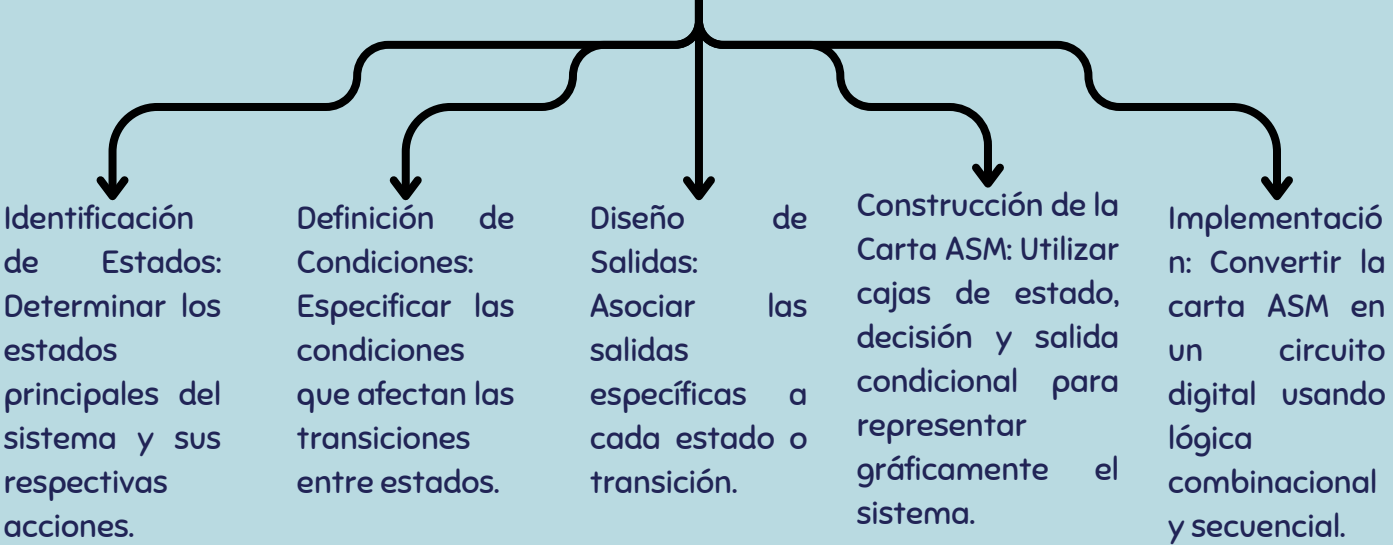 Identificación
de Estados:
Determinar los
estados
principales del
sistema y sus
respectivas
acciones.
Definición de
Condiciones:
Especificar las
condiciones
que afectan las
transiciones
entre estados.
Diseño de
Salidas:
Asociar las
salidas
específicas a
cada estado o
transición.
Construcción de la
Carta ASM: Utilizar
cajas de estado,
decisión y salida
condicional para
representar
gráficamente el
sistema.
Implementació
n: Convertir la
carta ASM en
un circuito
digital usando
lógica
combinacional
y secuencial.